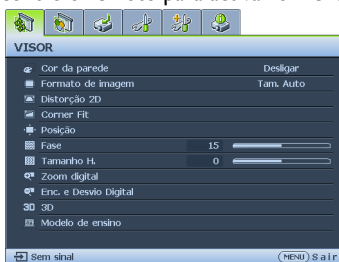 VISOR
Cor da parede Desligar
Formato de imagem Tam. Auto
Distorção 2D
Corner Fit
Posição
Fase 15
Tamanho H. 0
Zoom digital
Enc. e Desvio Digital
3D 3D
Modelo de ensino
Sem sinal MENU Sair